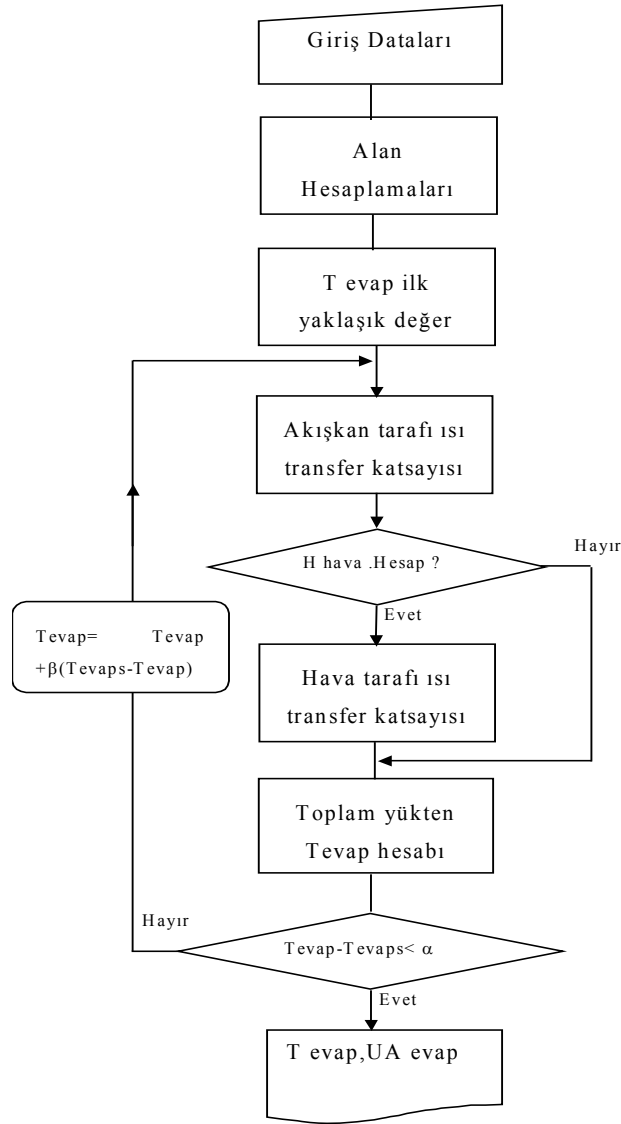 Giriş Dataları
Alan
Hesaplamaları
T evap ilk
yaklaşık değer
Akışkan tarafı ısı
transfer katsayısı
H hava .Hesap ?
Hayır
Evet
Tevap= Tevap
+β(Tevaps-Tevap)
Hava tarafı ısı
transfer katsayısı
Toplam yükten
Tevap hesabı
Hayır
Tevap-Tevaps< α
Evet
T evap,UA evap